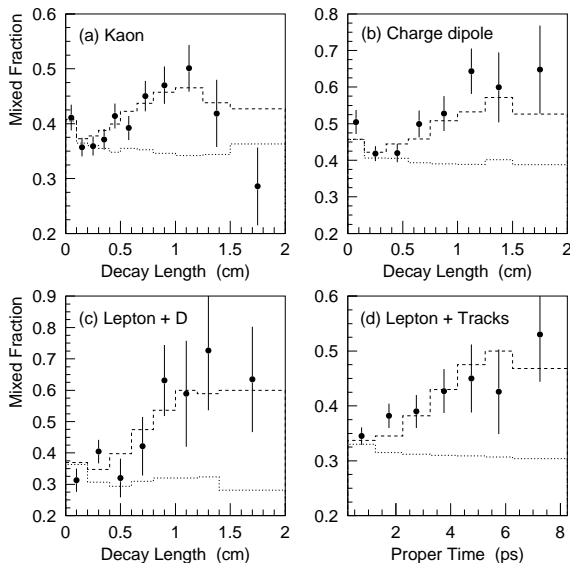 (a) Kaon
Mixed Fraction
0.6
0.5
0.4
0.3
0.2
0 0.5 1 1.5 2
Decay Length (cm)
(b) Charge dipole
0.8
0.7
0.6
0.5
0.4
0.3
0.2
0 0.5 1 1.5 2
Decay Length (cm)
(c) Lepton + D
Mixed Fraction
0.9
0.8
0.7
0.6
0.5
0.4
0.3
0.2
0 0.5 1 1.5 2
Decay Length (cm)
(d) Lepton + Tracks
0.6
0.5
0.4
0.3
0.2
2 4 6 8
Proper Time (ps)